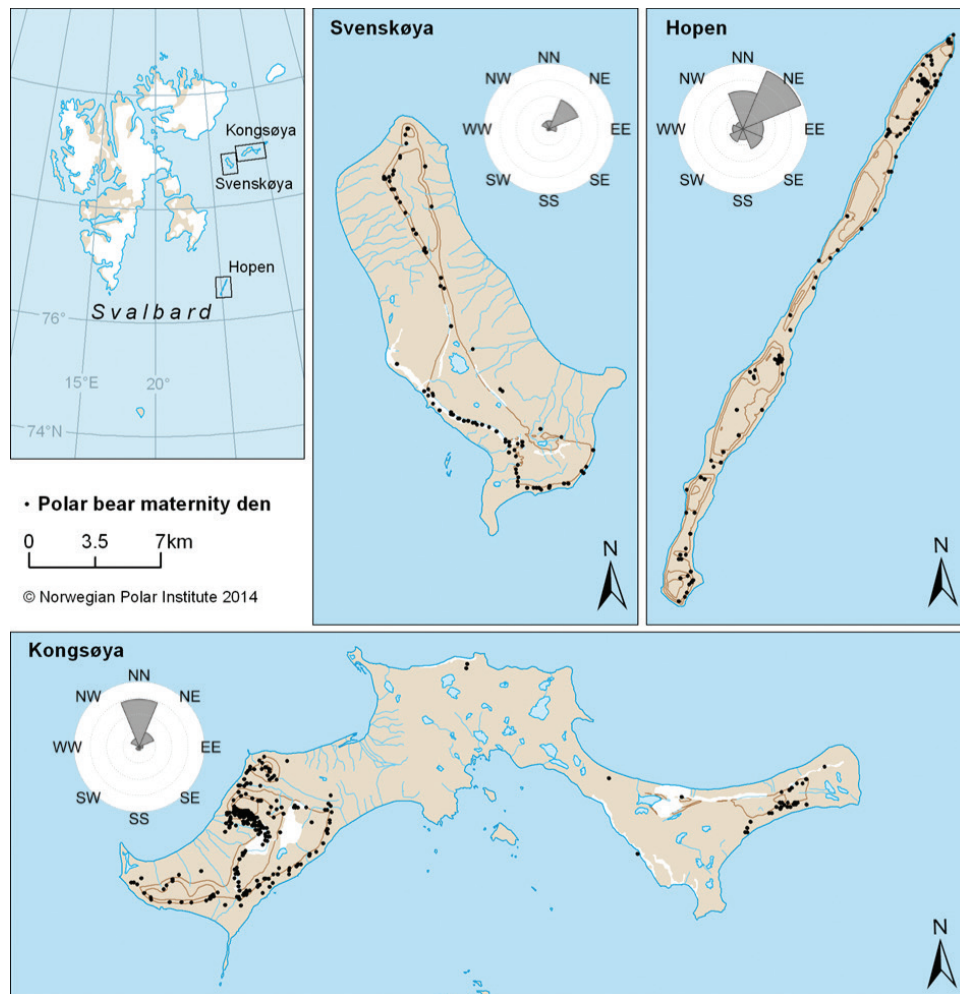 Kongsøya
Svenskøya
Hopen
Svalbard
76°
15°E 20°
74°N
• Polar bear maternity den
0 3.5 7km
© Norwegian Polar Institute 2014
Svenskøya
NN
NW NE
WW EE
SW SE
SS
N
Hopen
NN
NW NE
WW EE
SW SE
SS
N
Kongsøya
NN
NW NE
WW EE
SW SE
SS
N